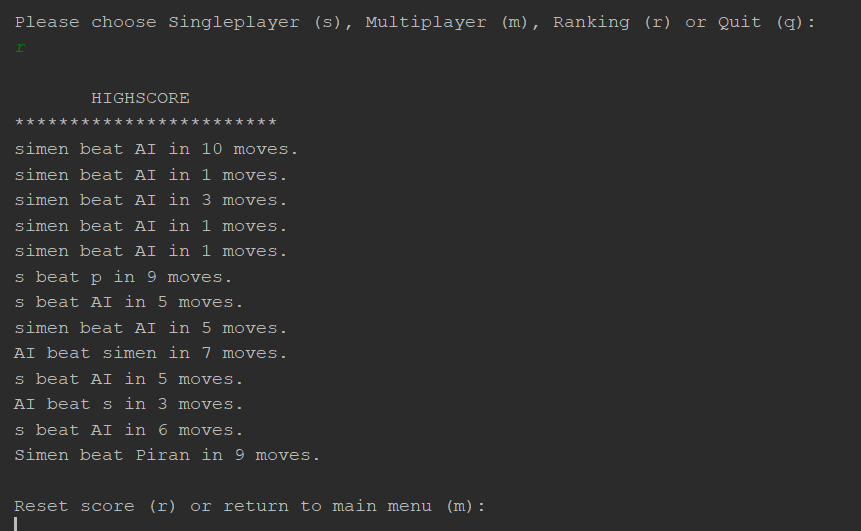 Please choose Singleplayer (s), Multiplayer (m), Ranking (r) or Quit (q):
r
HIGHSCORE
************************
simen beat AI in 10 moves.
simen beat AI in 1 moves.
simen beat AI in 3 moves.
simen beat AI in 1 moves.
simen beat AI in 1 moves.
s beat p in 9 moves.
s beat AI in 5 moves.
simen beat AI in 5 moves.
AI beat simen in 7 moves.
s beat AI in 5 moves.
AI beat s in 3 moves.
s beat AI in 6 moves.
Simen beat Piran in 9 moves.
Reset score (r) or return to main menu (m):